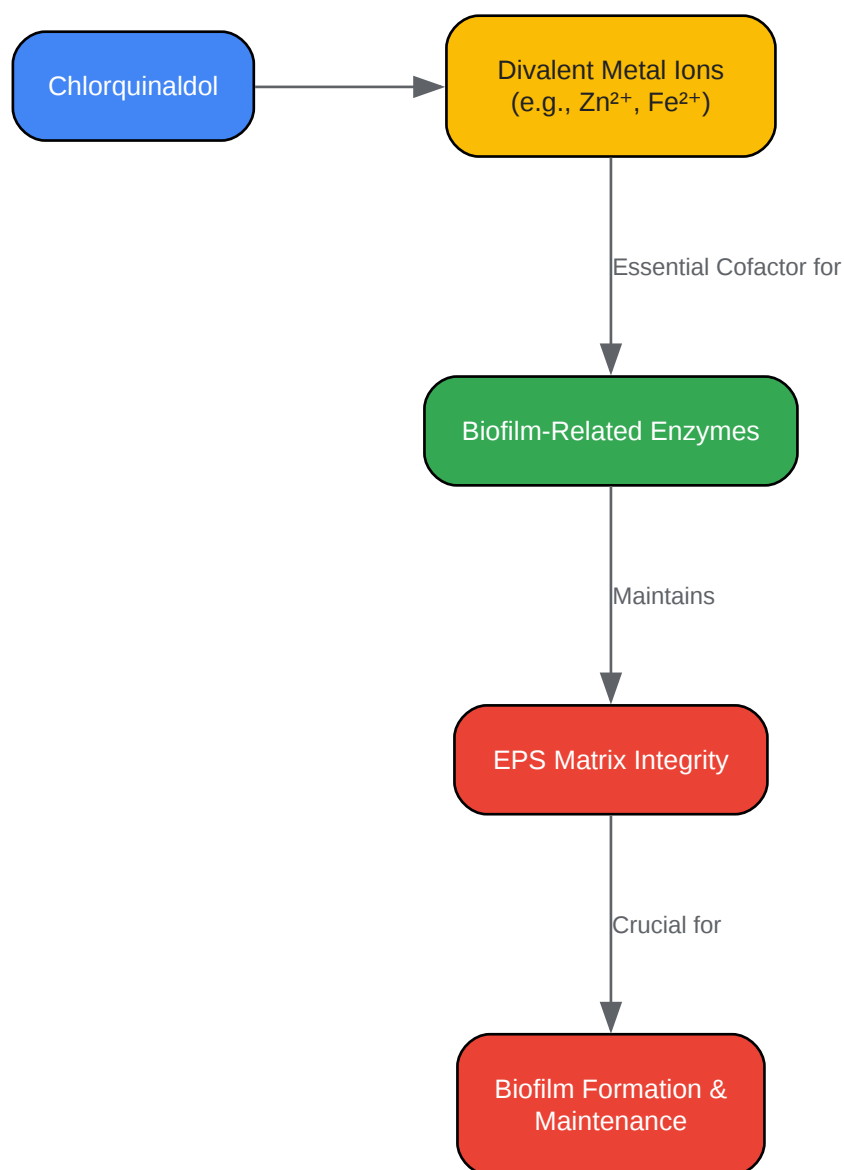 Chlorquinaldol
Divalent Metal Ions
(e.g., Zn²⁺, Fe²⁺)
Essential Cofactor for
Biofilm-Related Enzymes
Maintains
EPS Matrix Integrity
Crucial for
Biofilm Formation &
Maintenance